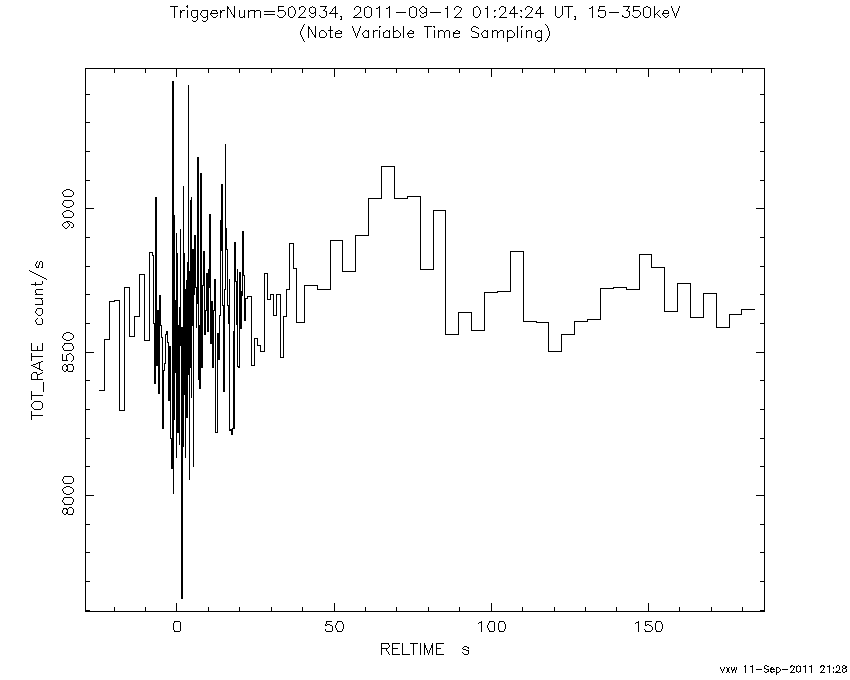 TriggerNum=502934, 2011-09-12 01:24:24 UT, 15-350keV
(Note Variable Time Sampling)
TOT_RATE count/s
9000
8500
8000
0 50 100 150
RELTIME s
vxw 11-Sep-2011 21:28